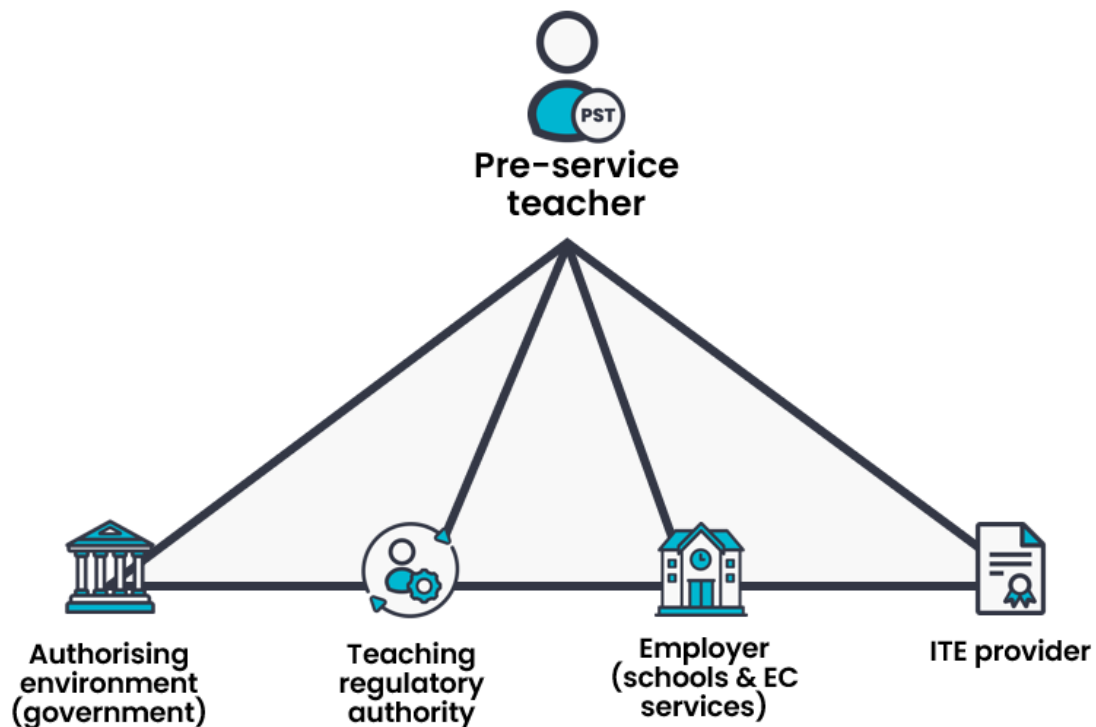 PST
Pre-service
teacher
Authorising
environment
(government)
Teaching
regulatory
authority
Employer
(schools & EC
services)
ITE provider